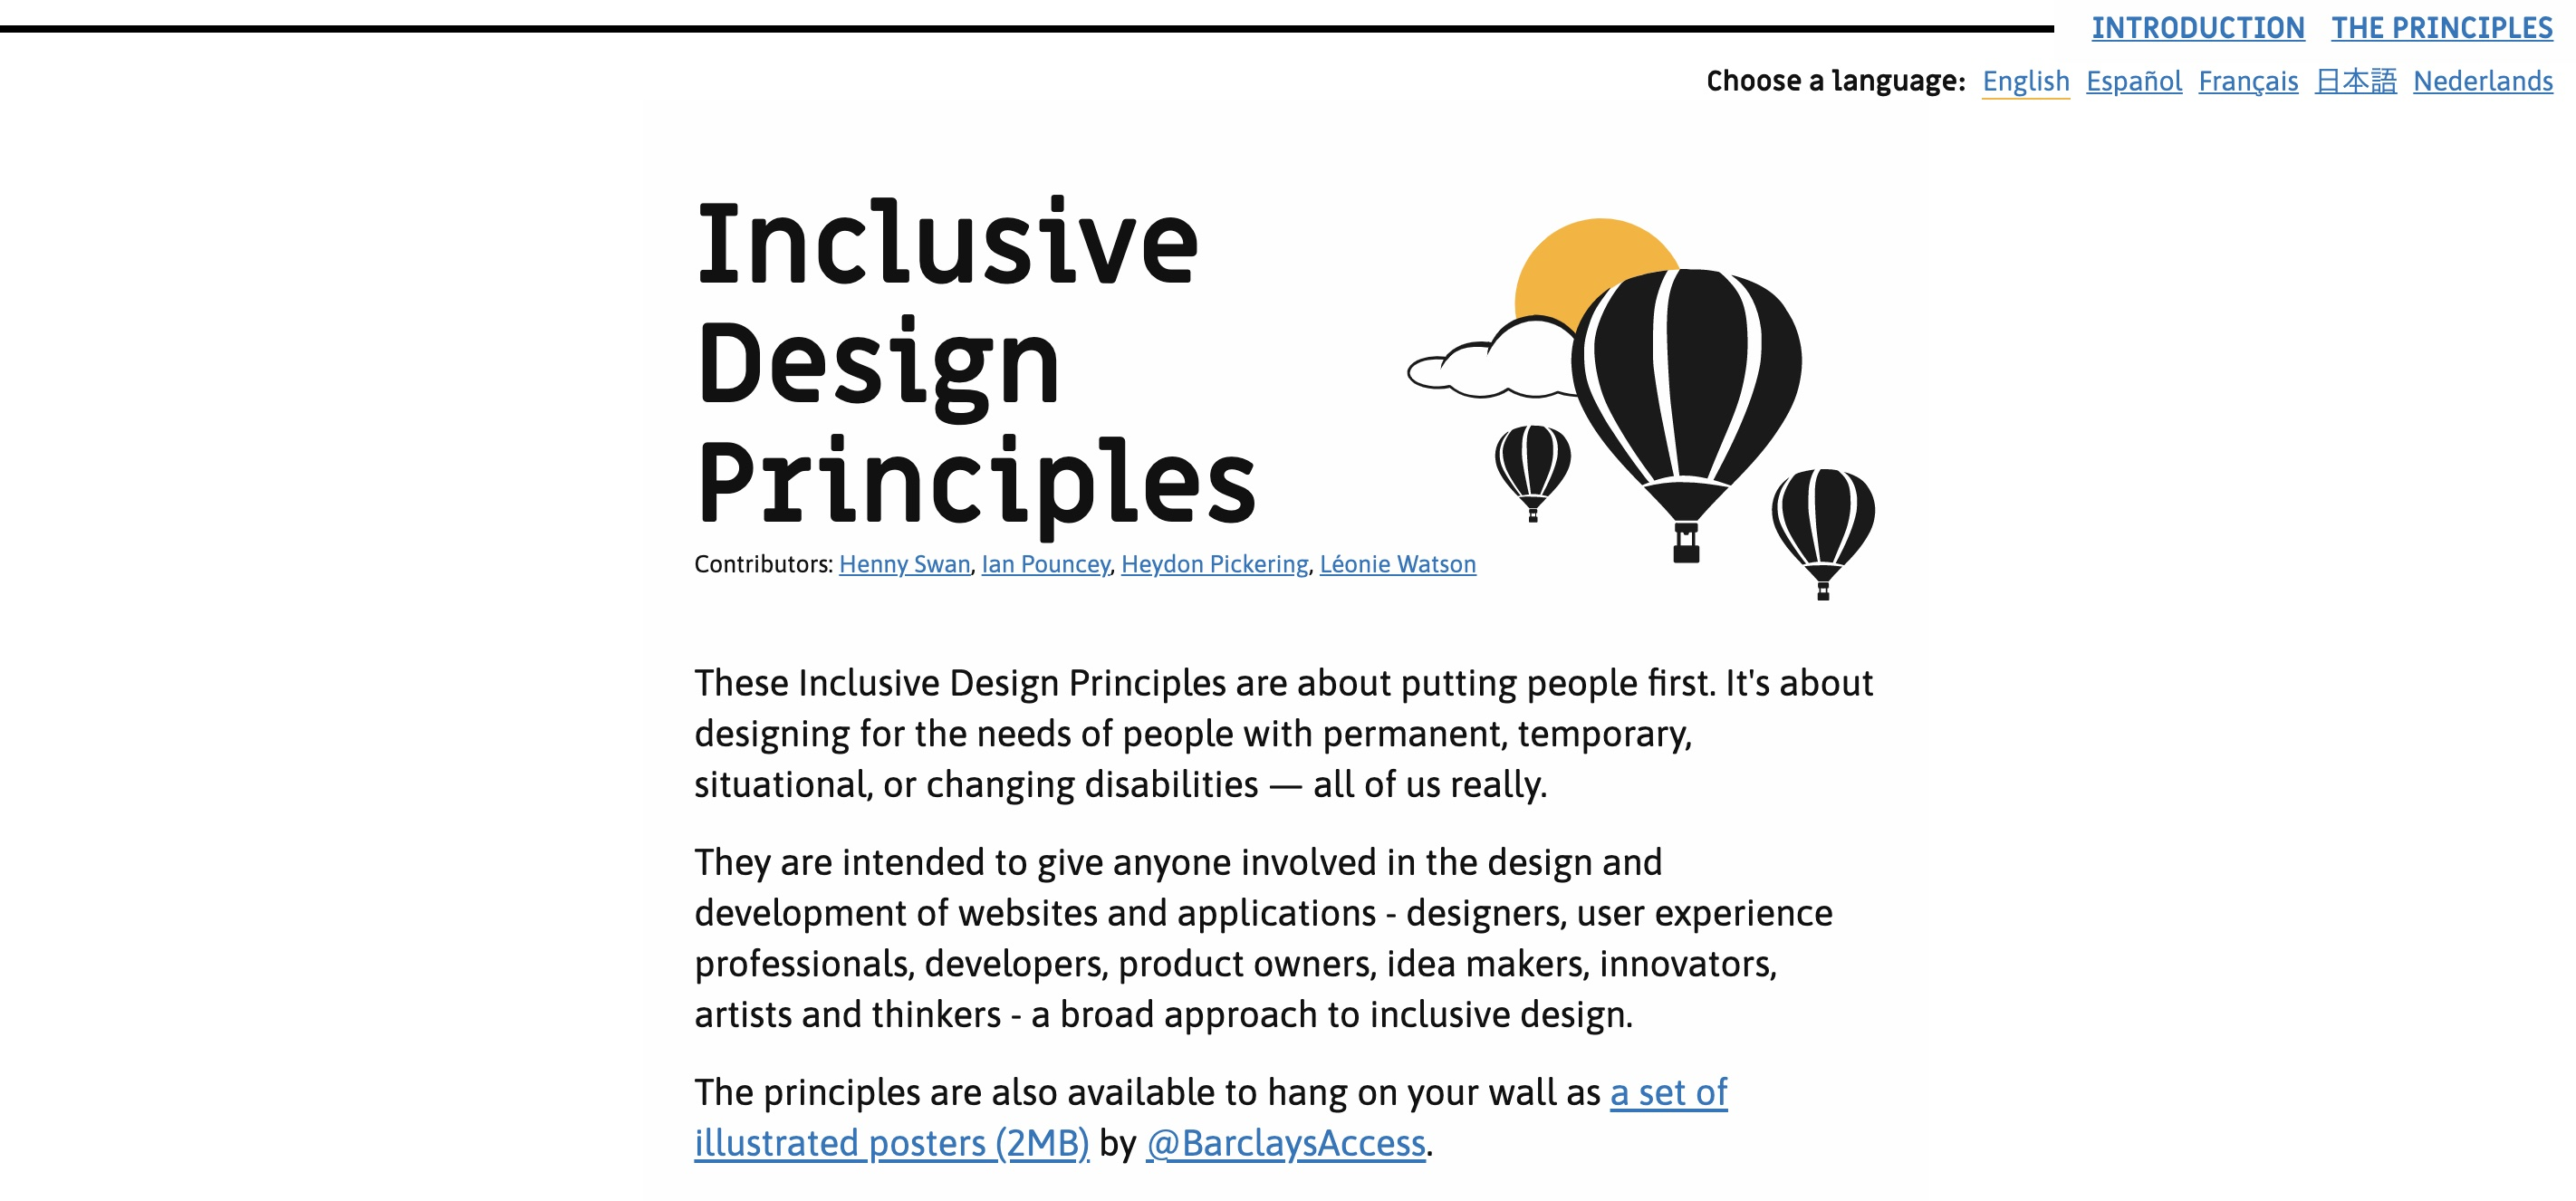 INTRODUCTION THE PRINCIPLES
Choose a language: English Español Français 日本語 Nederlands
Inclusive
Design
Principles
Contributors: Henny Swan, Ian Pouncey, Heydon Pickering, Léonie Watson
These Inclusive Design Principles are about putting people first. It's about
designing for the needs of people with permanent, temporary,
situational, or changing disabilities — all of us really.
They are intended to give anyone involved in the design and
development of websites and applications - designers, user experience
professionals, developers, product owners, idea makers, innovators,
artists and thinkers - a broad approach to inclusive design.
The principles are also available to hang on your wall as a set of
illustrated posters (2MB) by @BarclaysAccess.